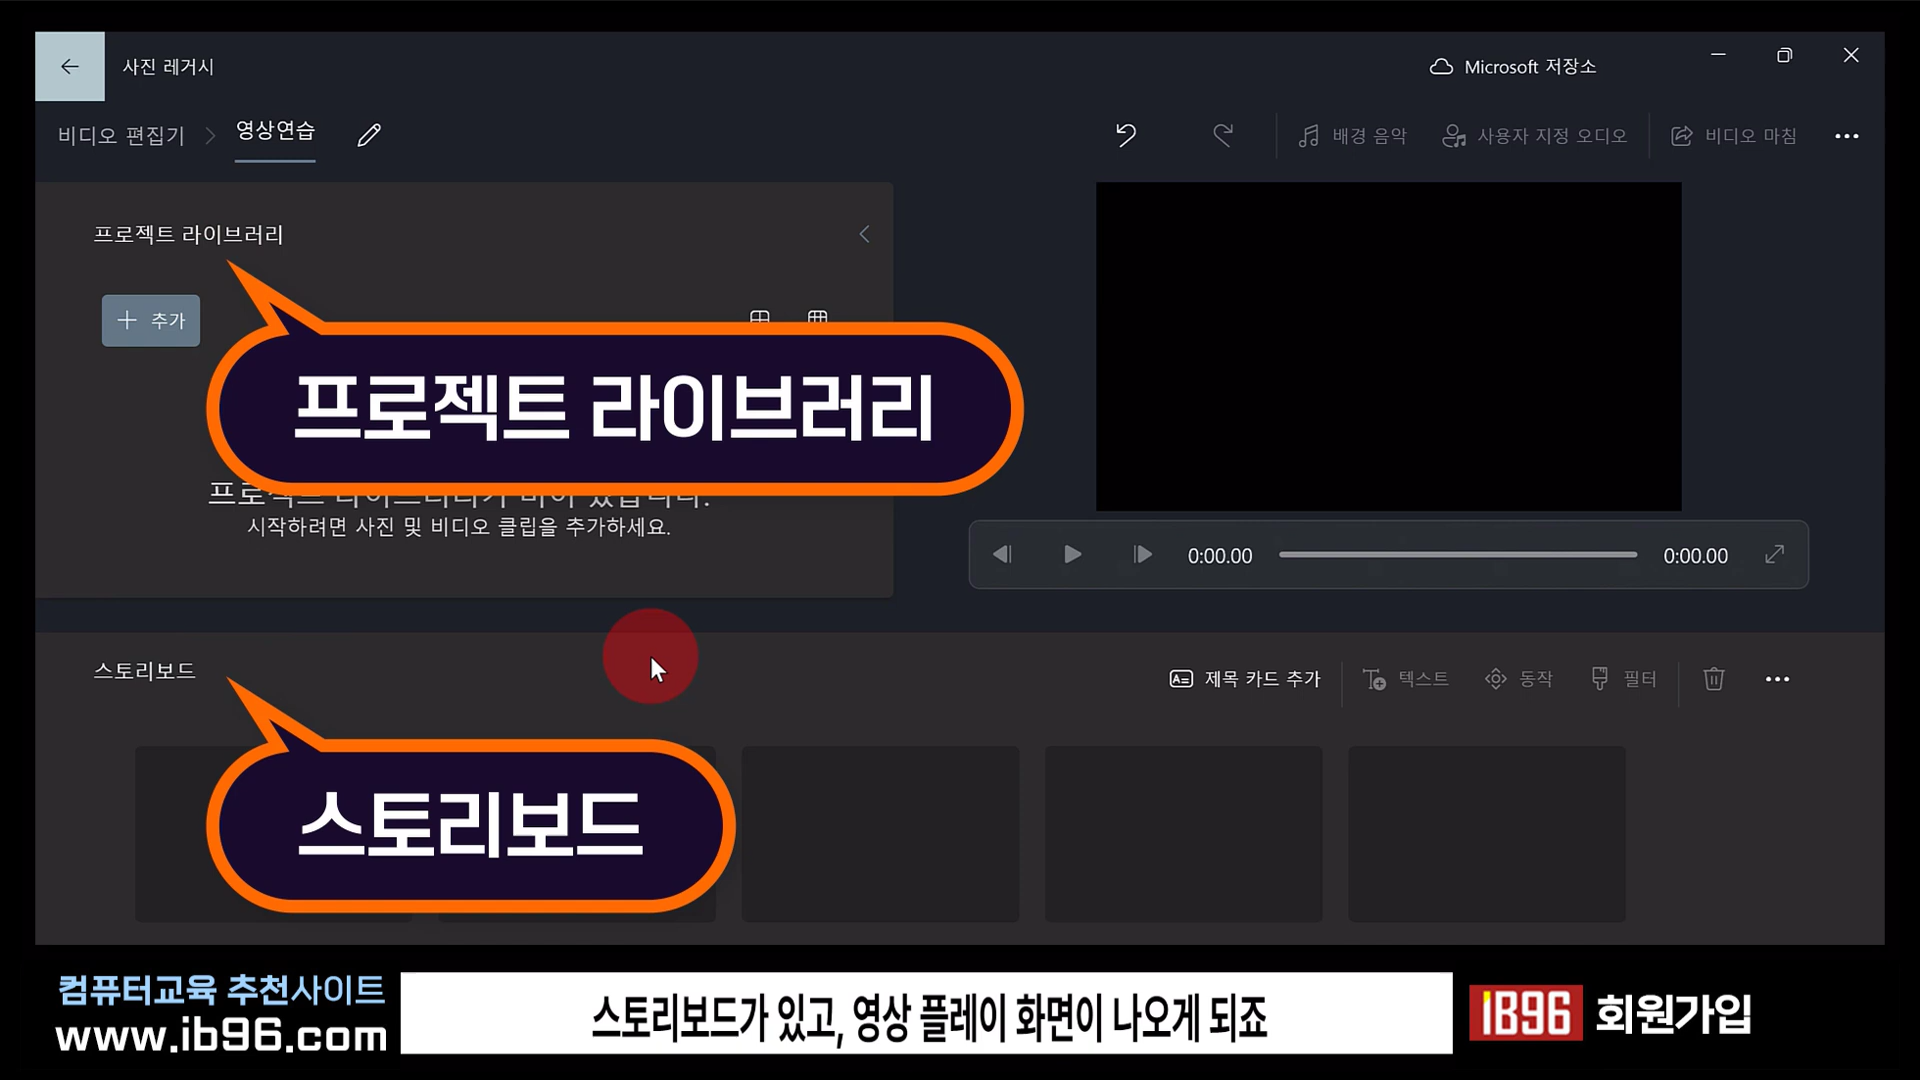 사진 레거시
Microsoft 저장소
비디오 편집기
영상연습
배경 음악
사용자 지정 오디오
비디오 마침
프로젝트 라이브러리
추가
프로젝트 라이브러리
시작하려면 사진 및 비디오 클립을 추가하세요.
0:00.00
0:00.00
스토리보드
제목 카드 추가
텍스트
동작
필터
스토리보드
컴퓨터교육 추천사이트
www.ib96.com
스토리보드가 있고, 영상 플레이 화면이 나오게 되죠
IB96 회원가입